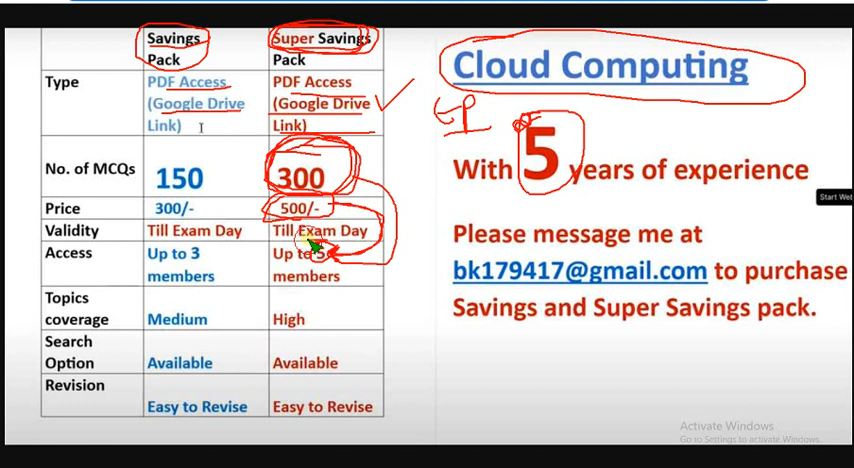 Savings Pack
Super Savings Pack
Type
PDF Access
(Google Drive
Link)
PDF Access
(Google Drive
Link)
No. of MCQs
150
300
Price
300/-
500/-
Validity
Till Exam Day
Till Exam Day
Access
Up to 3
members
Up to 5
members
Topics
coverage
Medium
High
Search
Option
Available
Available
Revision
Easy to Revise
Easy to Revise
Cloud Computing
With 5 years of experience
Please message me at
bk179417@gmail.com to purchase
Savings and Super Savings pack.
Activate Windows
Go to Settings to activate Windows.